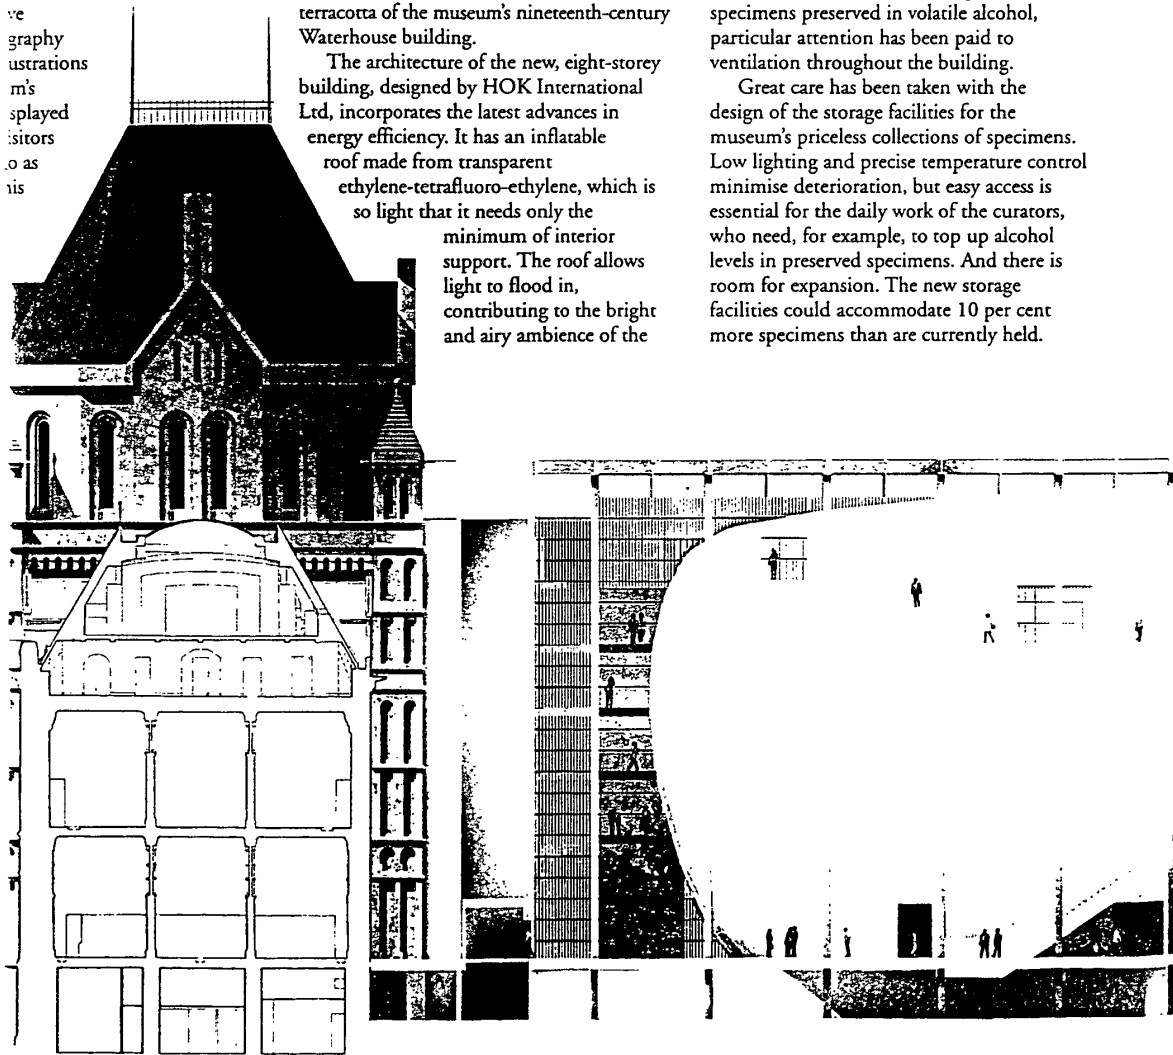 ve
graphy
ustrations
m's
splayed
isitors
to as
his
terracotta of the museum's nineteenth-century
Waterhouse building.
The architecture of the new, eight-storey
building, designed by HOK International
Ltd, incorporates the latest advances in
energy efficiency. It has an inflatable
roof made from transparent
ethylene-tetrafluoro-ethylene, which is
so light that it needs only the
minimum of interior
support. The roof allows
light to flood in,
contributing to the bright
and airy ambience of the
specimens preserved in volatile alcohol,
particular attention has been paid to
ventilation throughout the building.
Great care has been taken with the
design of the storage facilities for the
museum's priceless collections of specimens.
Low lighting and precise temperature control
minimise deterioration, but easy access is
essential for the daily work of the curators,
who need, for example, to top up alcohol
levels in preserved specimens. And there is
room for expansion. The new storage
facilities could accommodate 10 per cent
more specimens than are currently held.